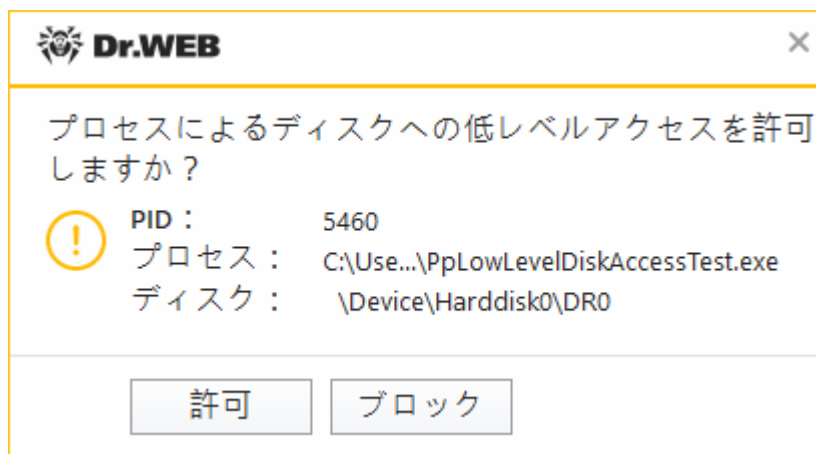 Dr.WEB
プロセスによるディスクへの低レベルアクセスを許可
しますか？
PID： 5460
プロセス： C:\Use...\PpLowLevelDiskAccessTest.exe
ディスク： \Device\Harddisk0\DR0
許可 ブロック